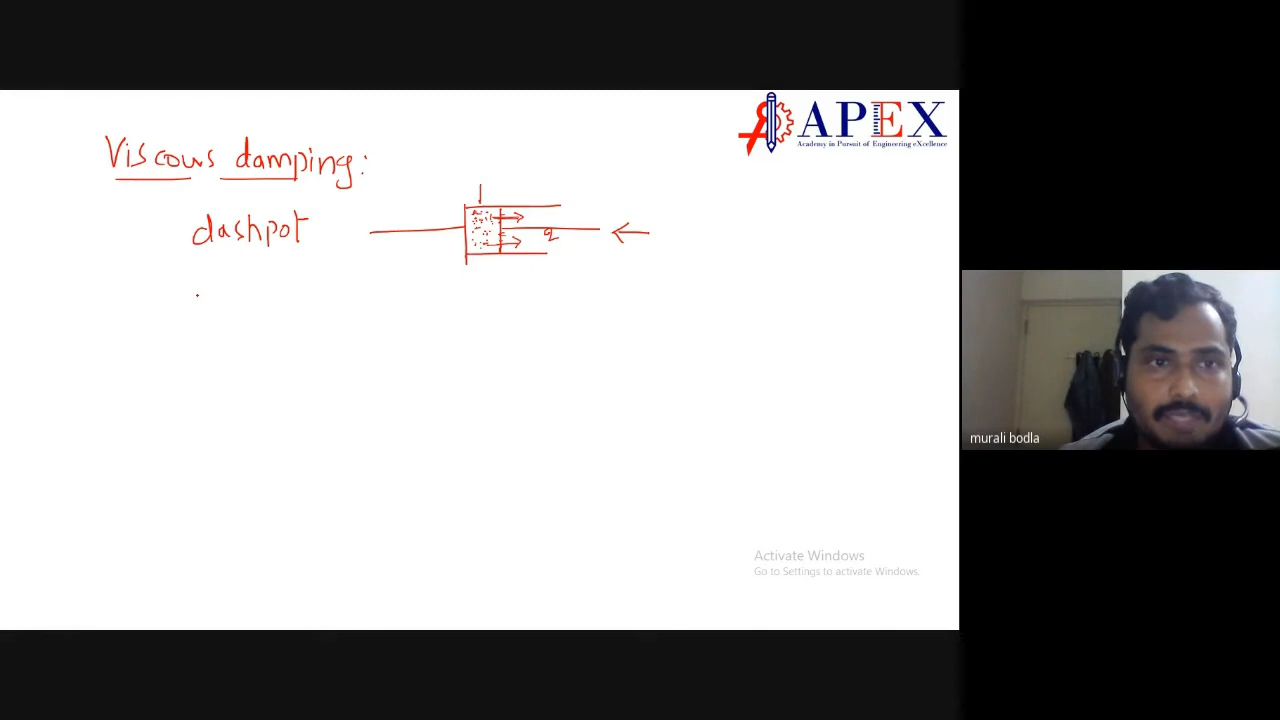 APEX
Academy in Pursuit of Engineering eXcellence
Viscous damping:
dashpot
murali bodla
Activate Windows
Go to Settings to activate Windows.